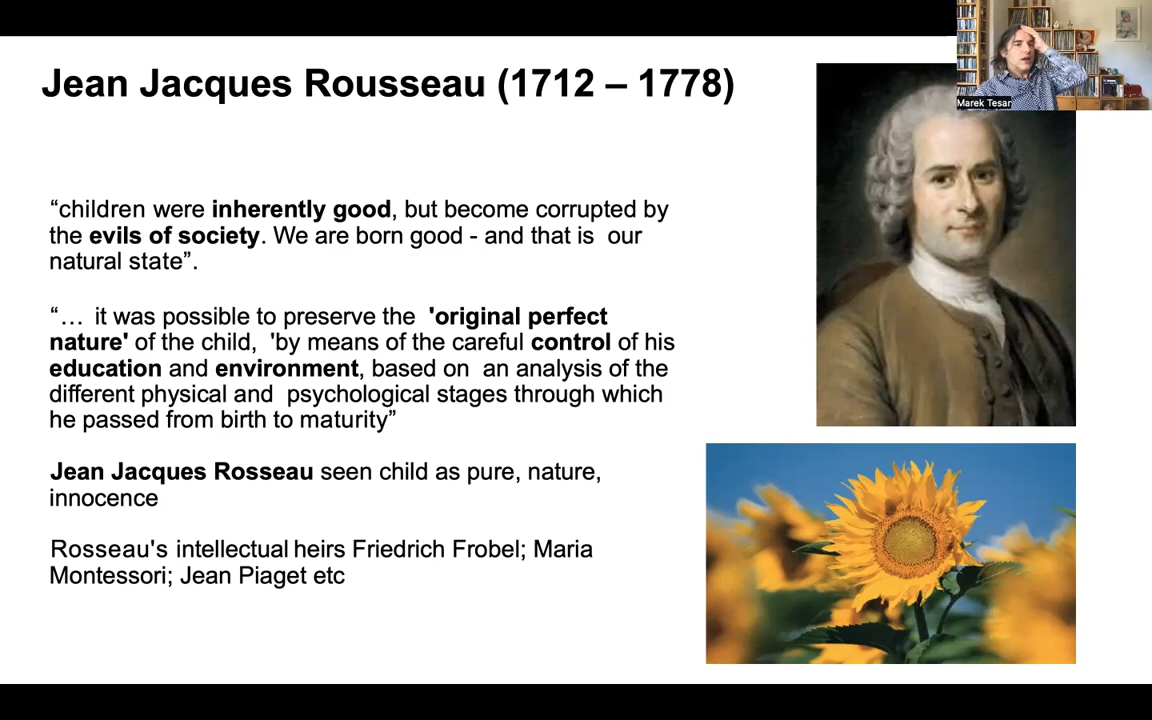 Marek Tesar
Jean Jacques Rousseau (1712 – 1778)
“children were inherently good, but become corrupted by
the evils of society. We are born good - and that is our
natural state”.
“… it was possible to preserve the 'original perfect
nature' of the child, 'by means of the careful control of his
education and environment, based on an analysis of the
different physical and psychological stages through which
he passed from birth to maturity”
Jean Jacques Rosseau seen child as pure, nature,
innocence
Rosseau's intellectual heirs Friedrich Frobel; Maria
Montessori; Jean Piaget etc